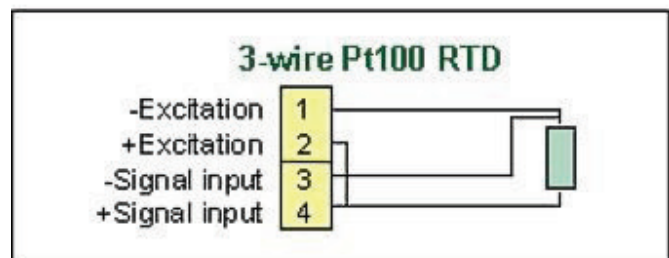 3-wire Pt100 RTD
-Excitation 1
+Excitation 2
-Signal input 3
+Signal input 4